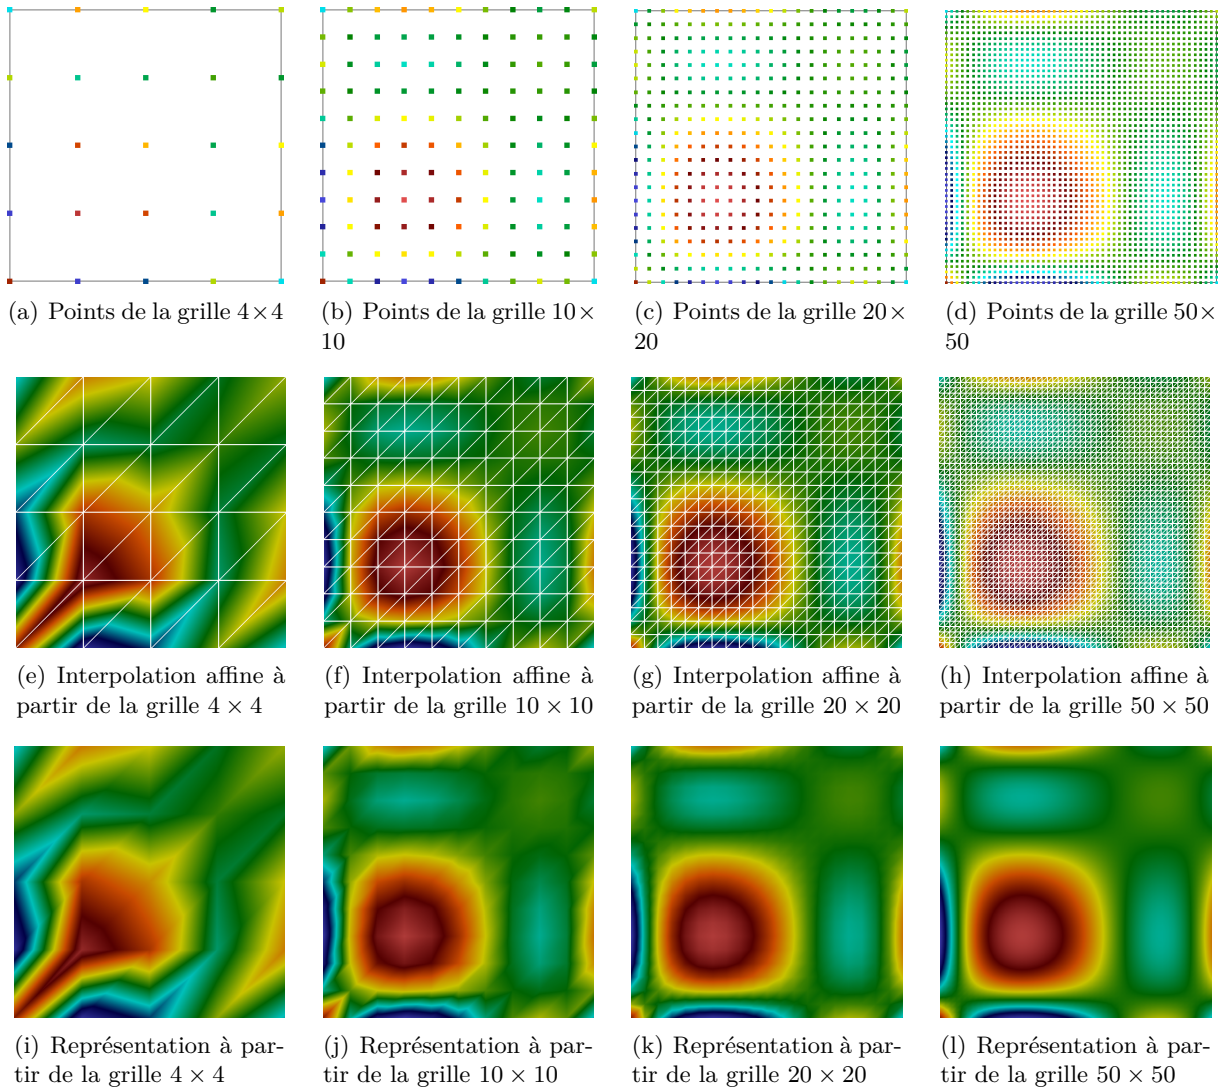 (a) Points de la grille 4×4
(b) Points de la grille 10×
10
(c) Points de la grille 20×
20
(d) Points de la grille 50×
50
(e) Interpolation affine à
partir de la grille 4 × 4
(f) Interpolation affine à
partir de la grille 10 × 10
(g) Interpolation affine à
partir de la grille 20 × 20
(h) Interpolation affine à
partir de la grille 50 × 50
(i) Représentation à par-
tir de la grille 4 × 4
(j) Représentation à par-
tir de la grille 10 × 10
(k) Représentation à par-
tir de la grille 20 × 20
(l) Représentation à par-
tir de la grille 50 × 50